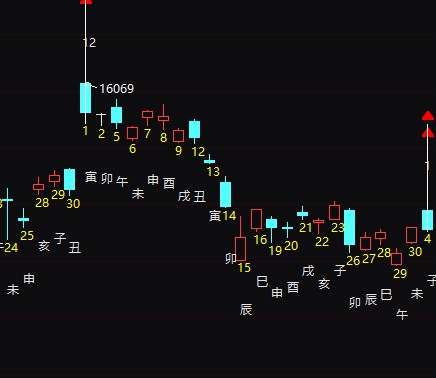 12
16069
1
2
5
6
7
8
9
12
13
14
15
16
19
20
21
22
23
26
27
28
29
30
1
4
24
25
28
29
30
未
申
亥
子
丑
寅
卯
午
未
申
酉
戌
丑
寅
卯
辰
巳
申
酉
戌
亥
子
卯
辰
巳
午
未
子